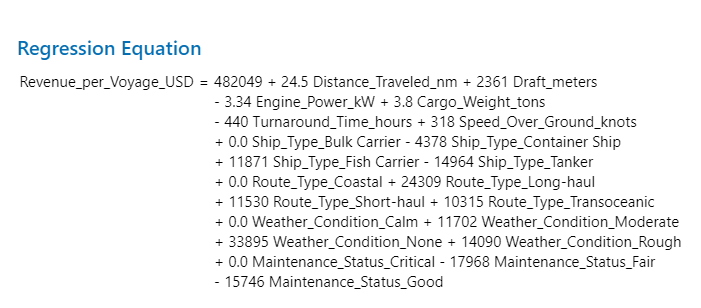 Regression Equation
Revenue_per_Voyage_USD = 482049 + 24.5 Distance_Traveled_nm + 2361 Draft_meters
- 3.34 Engine_Power_kW + 3.8 Cargo_Weight_tons
- 440 Turnaround_Time_hours + 318 Speed_Over_Ground_knots
+ 0.0 Ship_Type_Bulk Carrier - 4378 Ship_Type_Container Ship
+ 11871 Ship_Type_Fish Carrier - 14964 Ship_Type_Tanker
+ 0.0 Route_Type_Coastal + 24309 Route_Type_Long-haul
+ 11530 Route_Type_Short-haul + 10315 Route_Type_Transoceanic
+ 0.0 Weather_Condition_Calm + 11702 Weather_Condition_Moderate
+ 33895 Weather_Condition_None + 14090 Weather_Condition_Rough
+ 0.0 Maintenance_Status_Critical - 17968 Maintenance_Status_Fair
- 15746 Maintenance_Status_Good